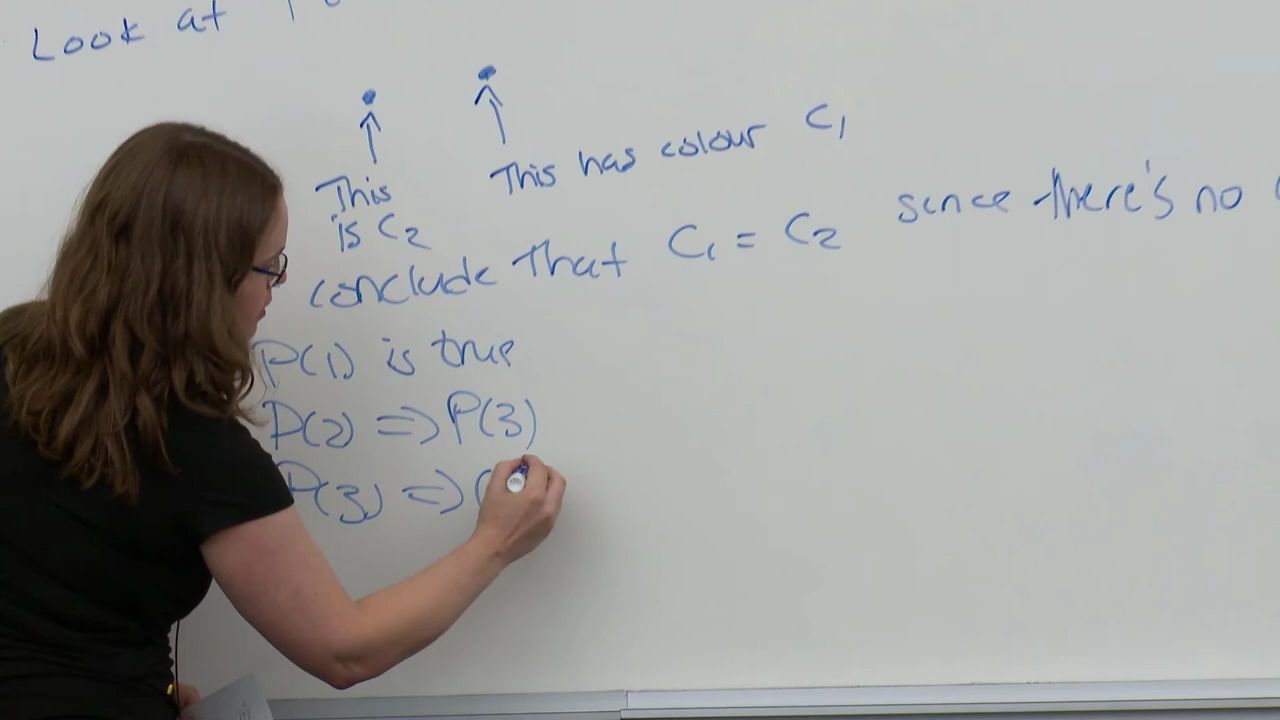 Look at
This has colour C1
This
is C2
conclude that C1 = C2 since there's no
P(1) is true
P(2) => P(3)
P(3) =>